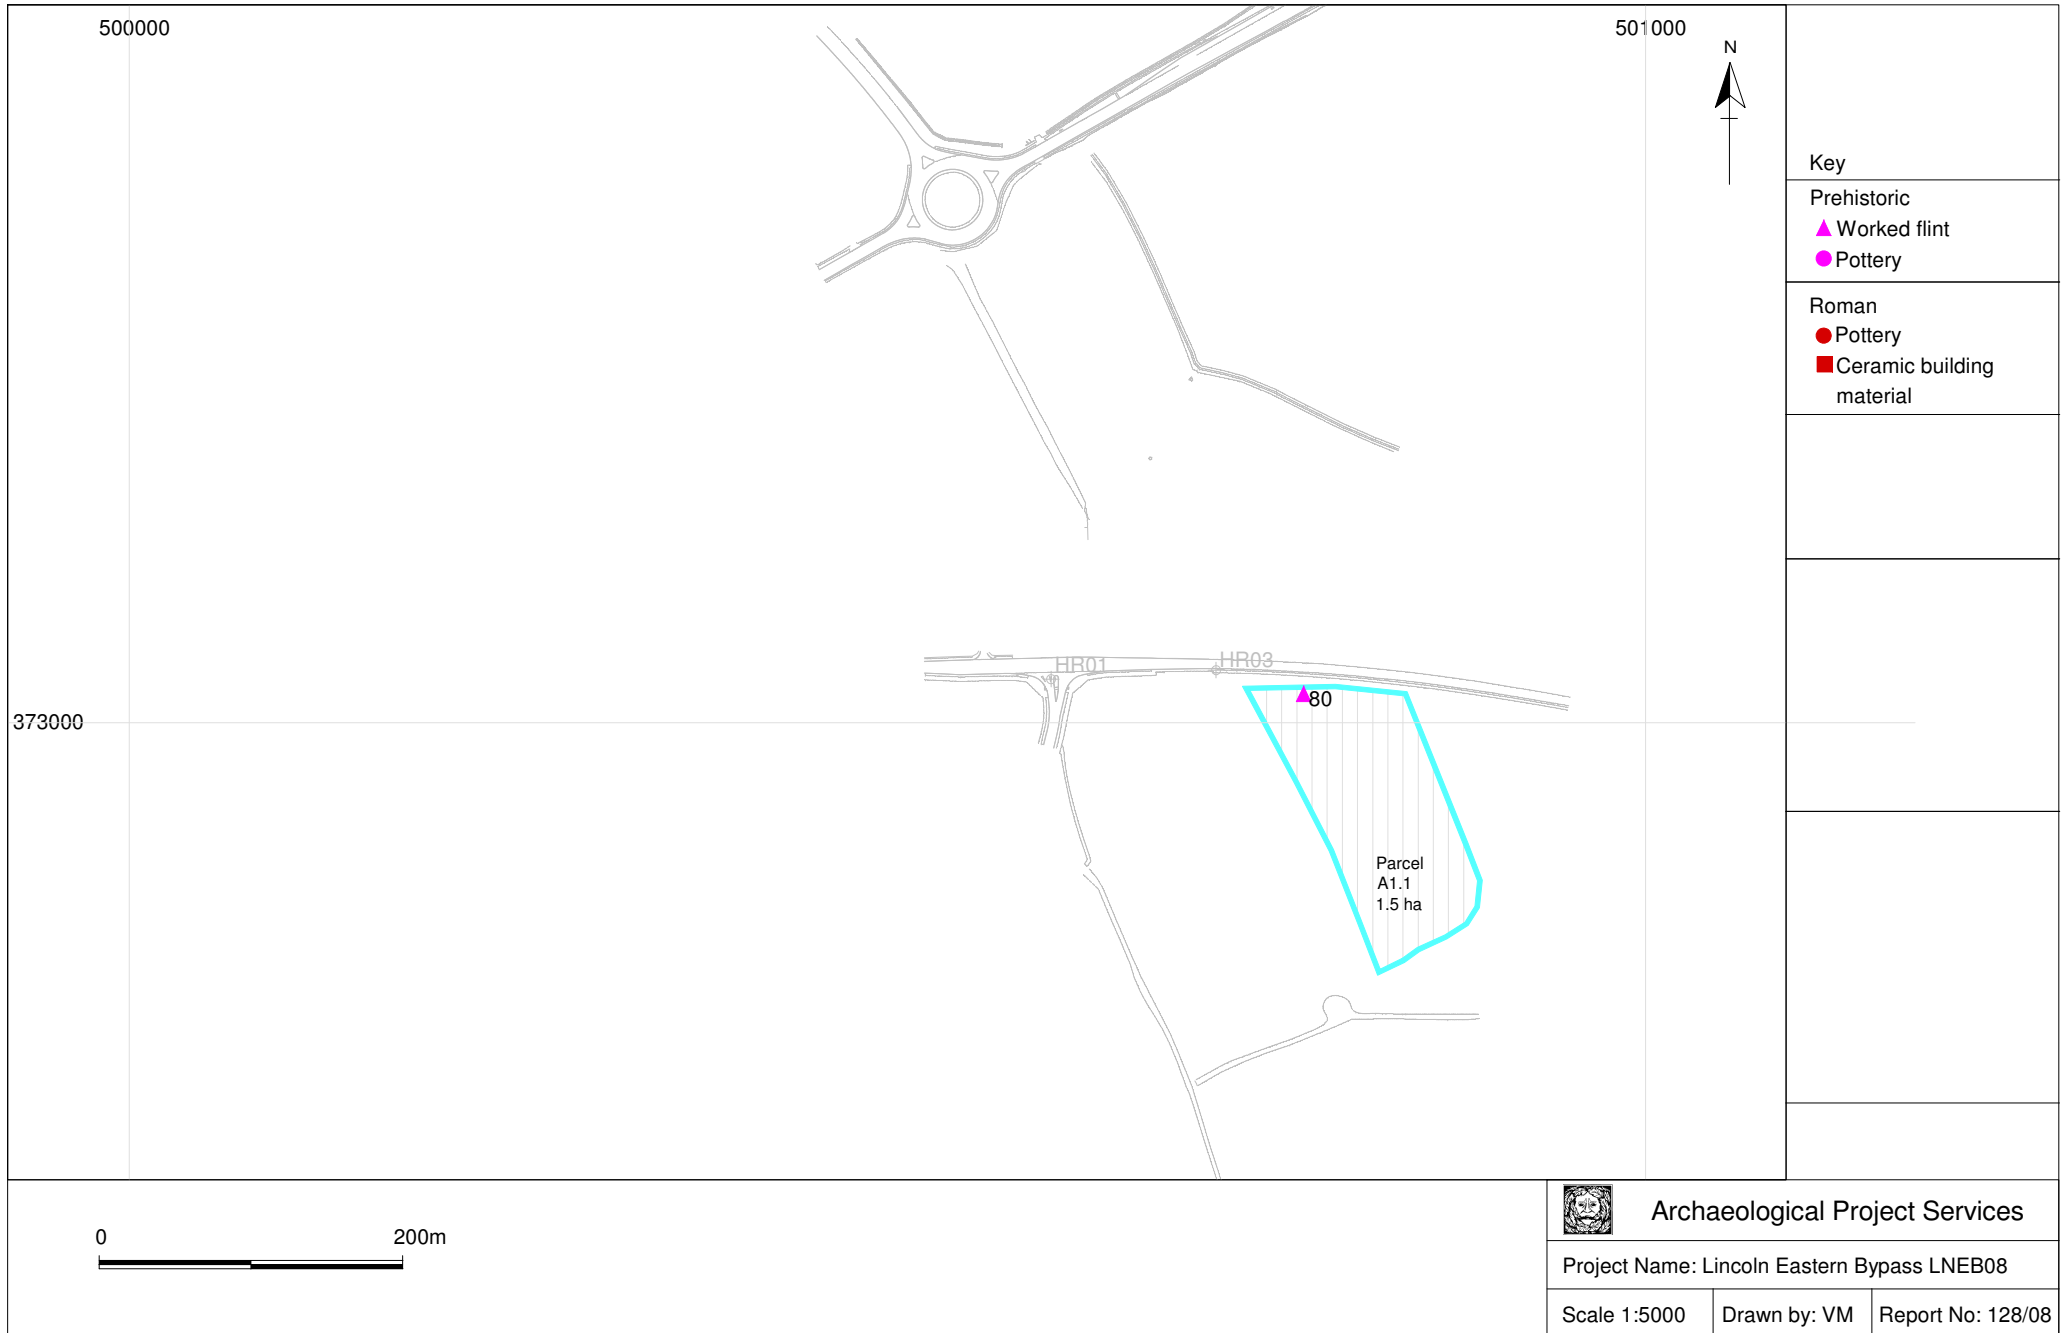 500000
501000
N
Key
Prehistoric
Worked flint
Pottery
Roman
Pottery
Ceramic building
material
HR01
HR03
80
373000
Parcel
A1.1
1.5 ha
0 200m
Archaeological Project Services
Project Name: Lincoln Eastern Bypass LNEB08
Scale 1:5000 Drawn by: VM Report No: 128/08